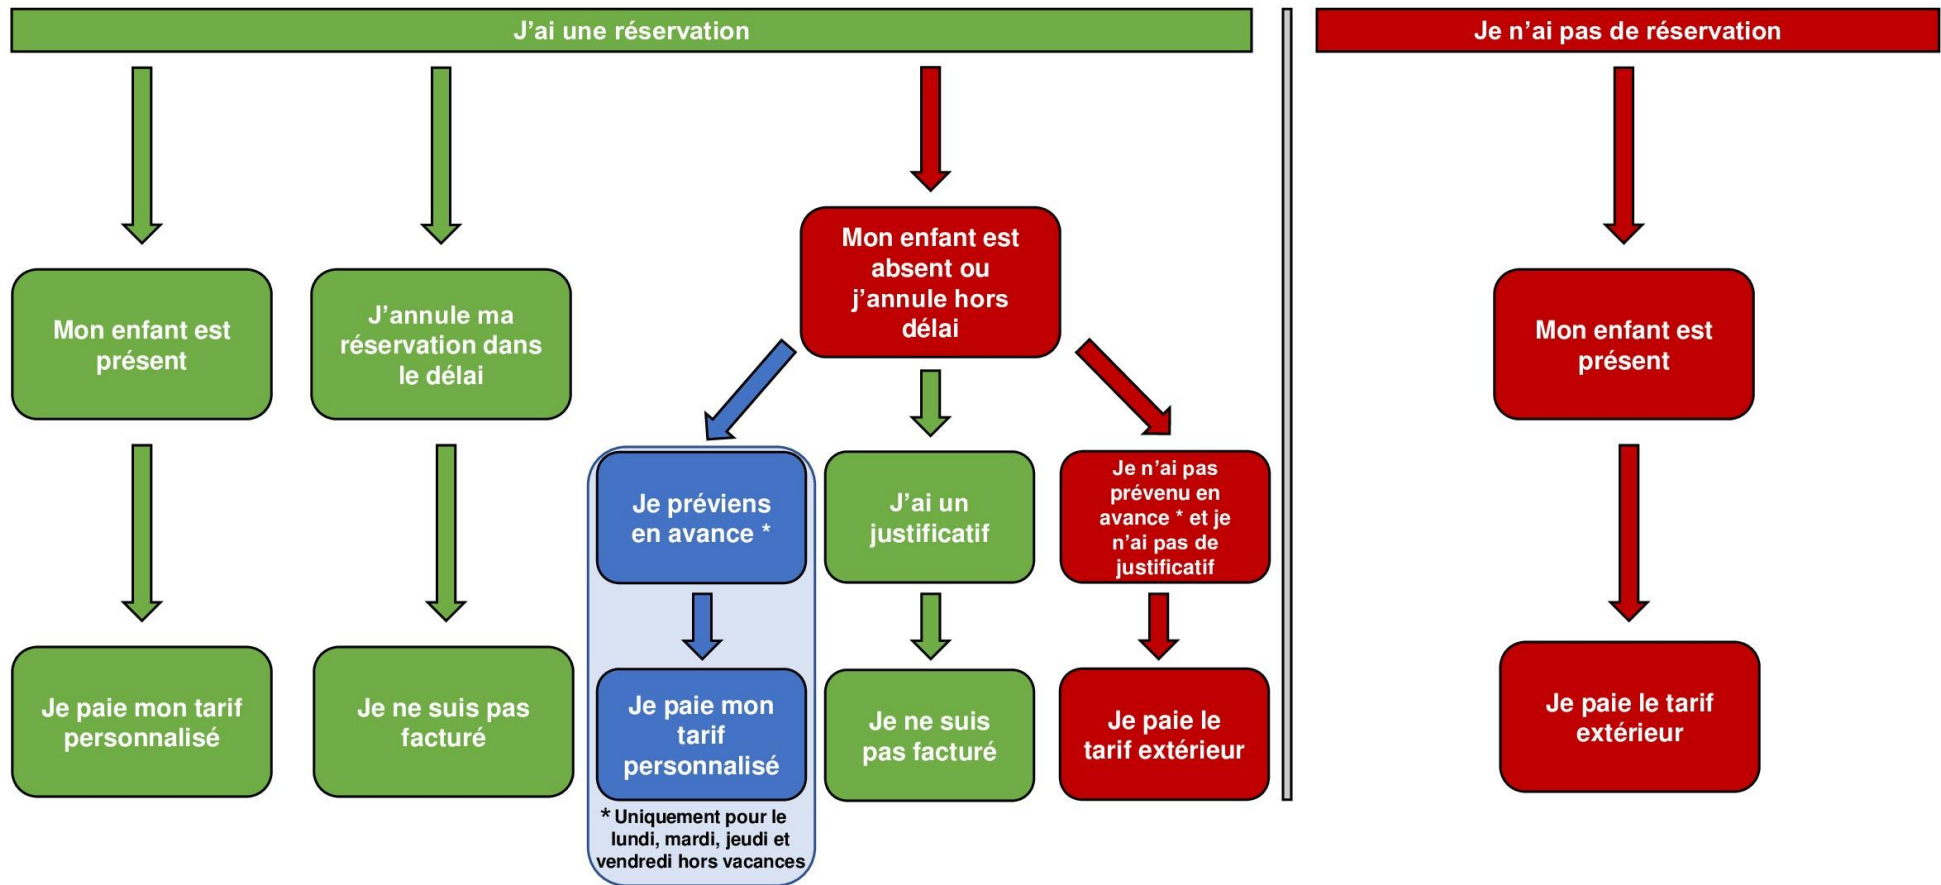 J'ai une réservation
Je n'ai pas de réservation
Mon enfant est
présent
J'annule ma
réservation dans
le délai
Mon enfant est
absent ou
j'annule hors
délai
Mon enfant est
présent
Je préviens
en avance *
J'ai un
justificatif
Je n'ai pas
prévenu en
avance * et je
n'ai pas de
justificatif
Je paie mon tarif
personnalisé
Je ne suis pas
facturé
Je paie mon
tarif
personnalisé
Je ne suis
pas facturé
Je paie le
tarif extérieur
Je paie le tarif
extérieur
* Uniquement pour le
lundi, mardi, jeudi et
vendredi hors vacances